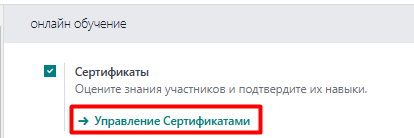 онлайн обучение
Сертификаты
Оцените знания участников и подтвердите их навыки.
→ Управление Сертификатами